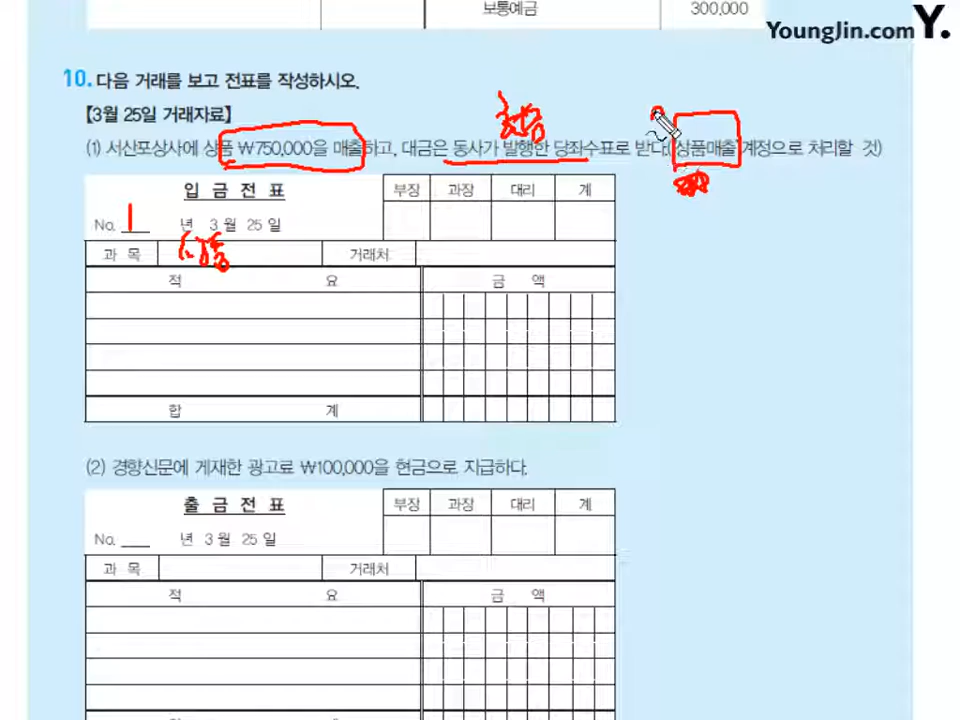 보통예금 300,000
YoungJin.com Y.
10. 다음 거래를 보고 전표를 작성하시오.
【3월 25일 거래자료】
(1) 서산포상사에 상품 ₩750,000을 매출하고, 대금은 동사가 발행한 당좌수표로 받다.(상품매출 계정으로 처리할 것)
입 금 전 표 부장 과장 대리 계
No. 1 년 3 월 25 일
과 목 거래처
적 요 금 액
합 계
(2) 경향신문에 게재한 광고료 ₩100,000을 현금으로 지급하다.
출 금 전 표 부장 과장 대리 계
No. ___ 년 3 월 25 일
과 목 거래처
적 요 금 액